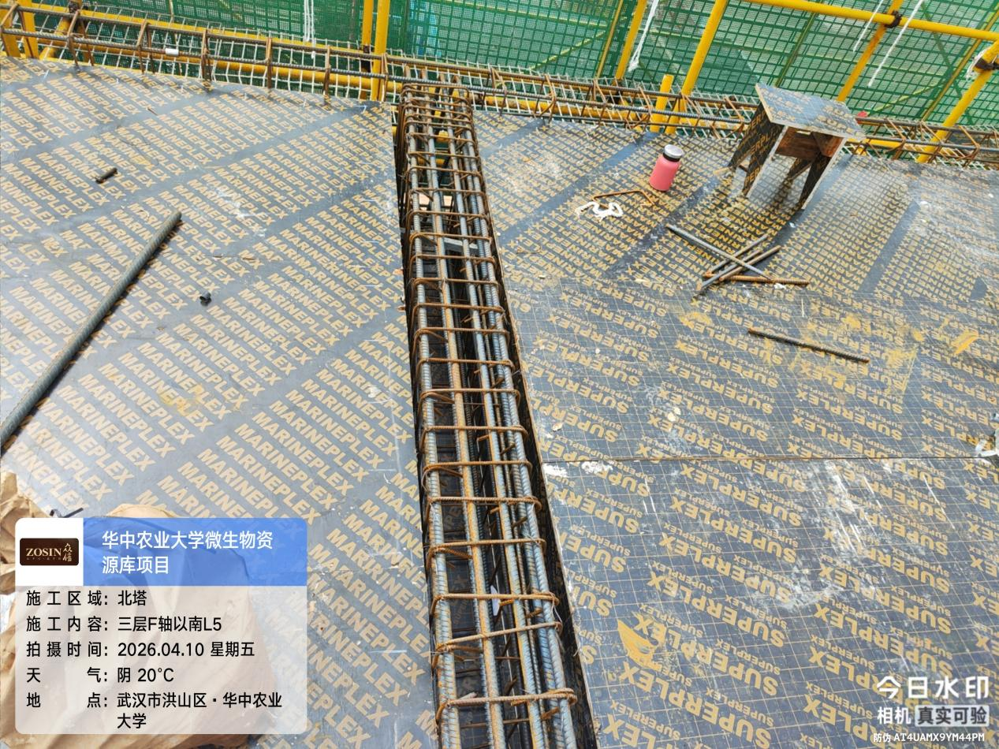 MARINEPLEX
SUPERPLEX
ZOSIN 众信
华中农业大学微生物资
源库项目
施工区域：北塔
施工内容：三层F轴以南L5
拍摄时间：2026.04.10 星期五
天气：阴 20°C
地点：武汉市洪山区·华中农业
大学
今日水印
相机 真实可验
防伪 AT4UAMX9YM44PM